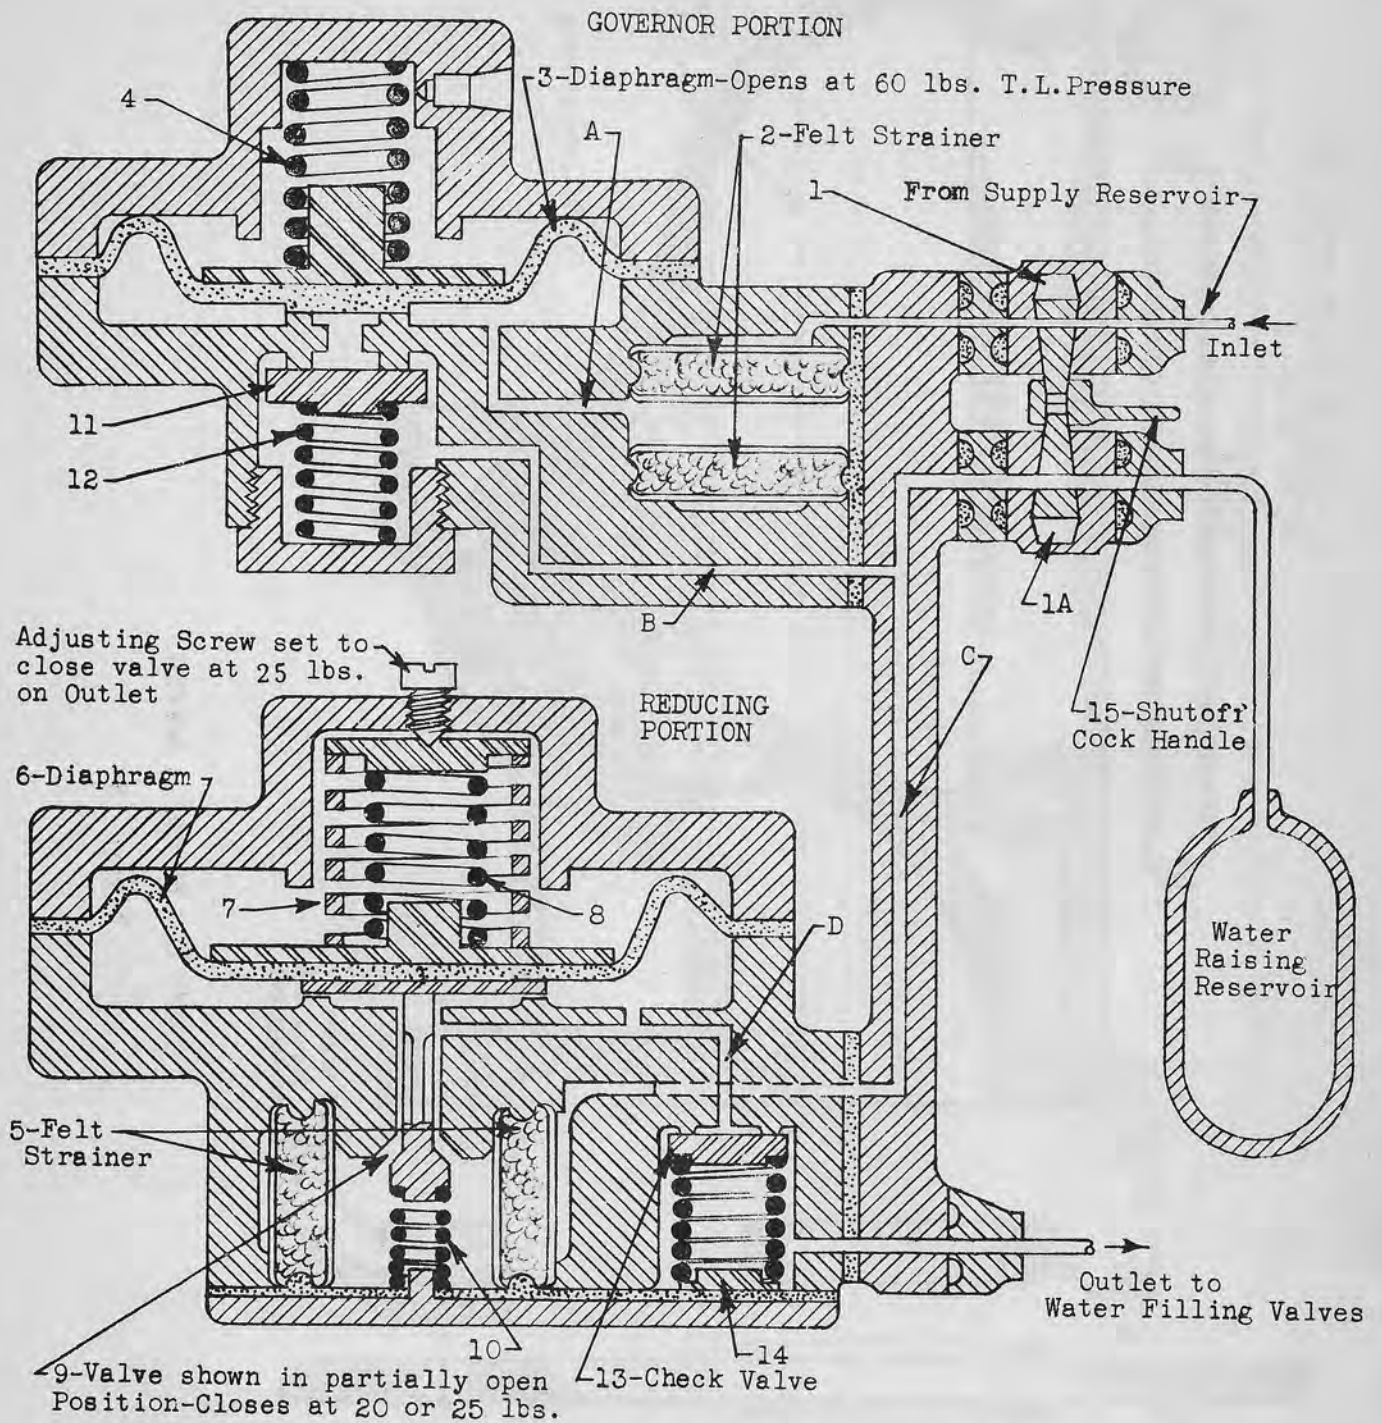 GOVERNOR PORTION
3-Diaphragm-Opens at 60 lbs. T.L.Pressure
4
A
2-Felt Strainer
1
From Supply Reservoir
Inlet
11
12
1A
B
Adjusting Screw set to
close valve at 25 lbs.
on Outlet
REDUCING
PORTION
C
15-Shutoff
Cock Handle
6-Diaphragm
7
8
D
Water
Raising
Reservoir
5-Felt
Strainer
Outlet to
Water Filling Valves
10
14
9-Valve shown in partially open
Position-Closes at 20 or 25 lbs.
13-Check Valve